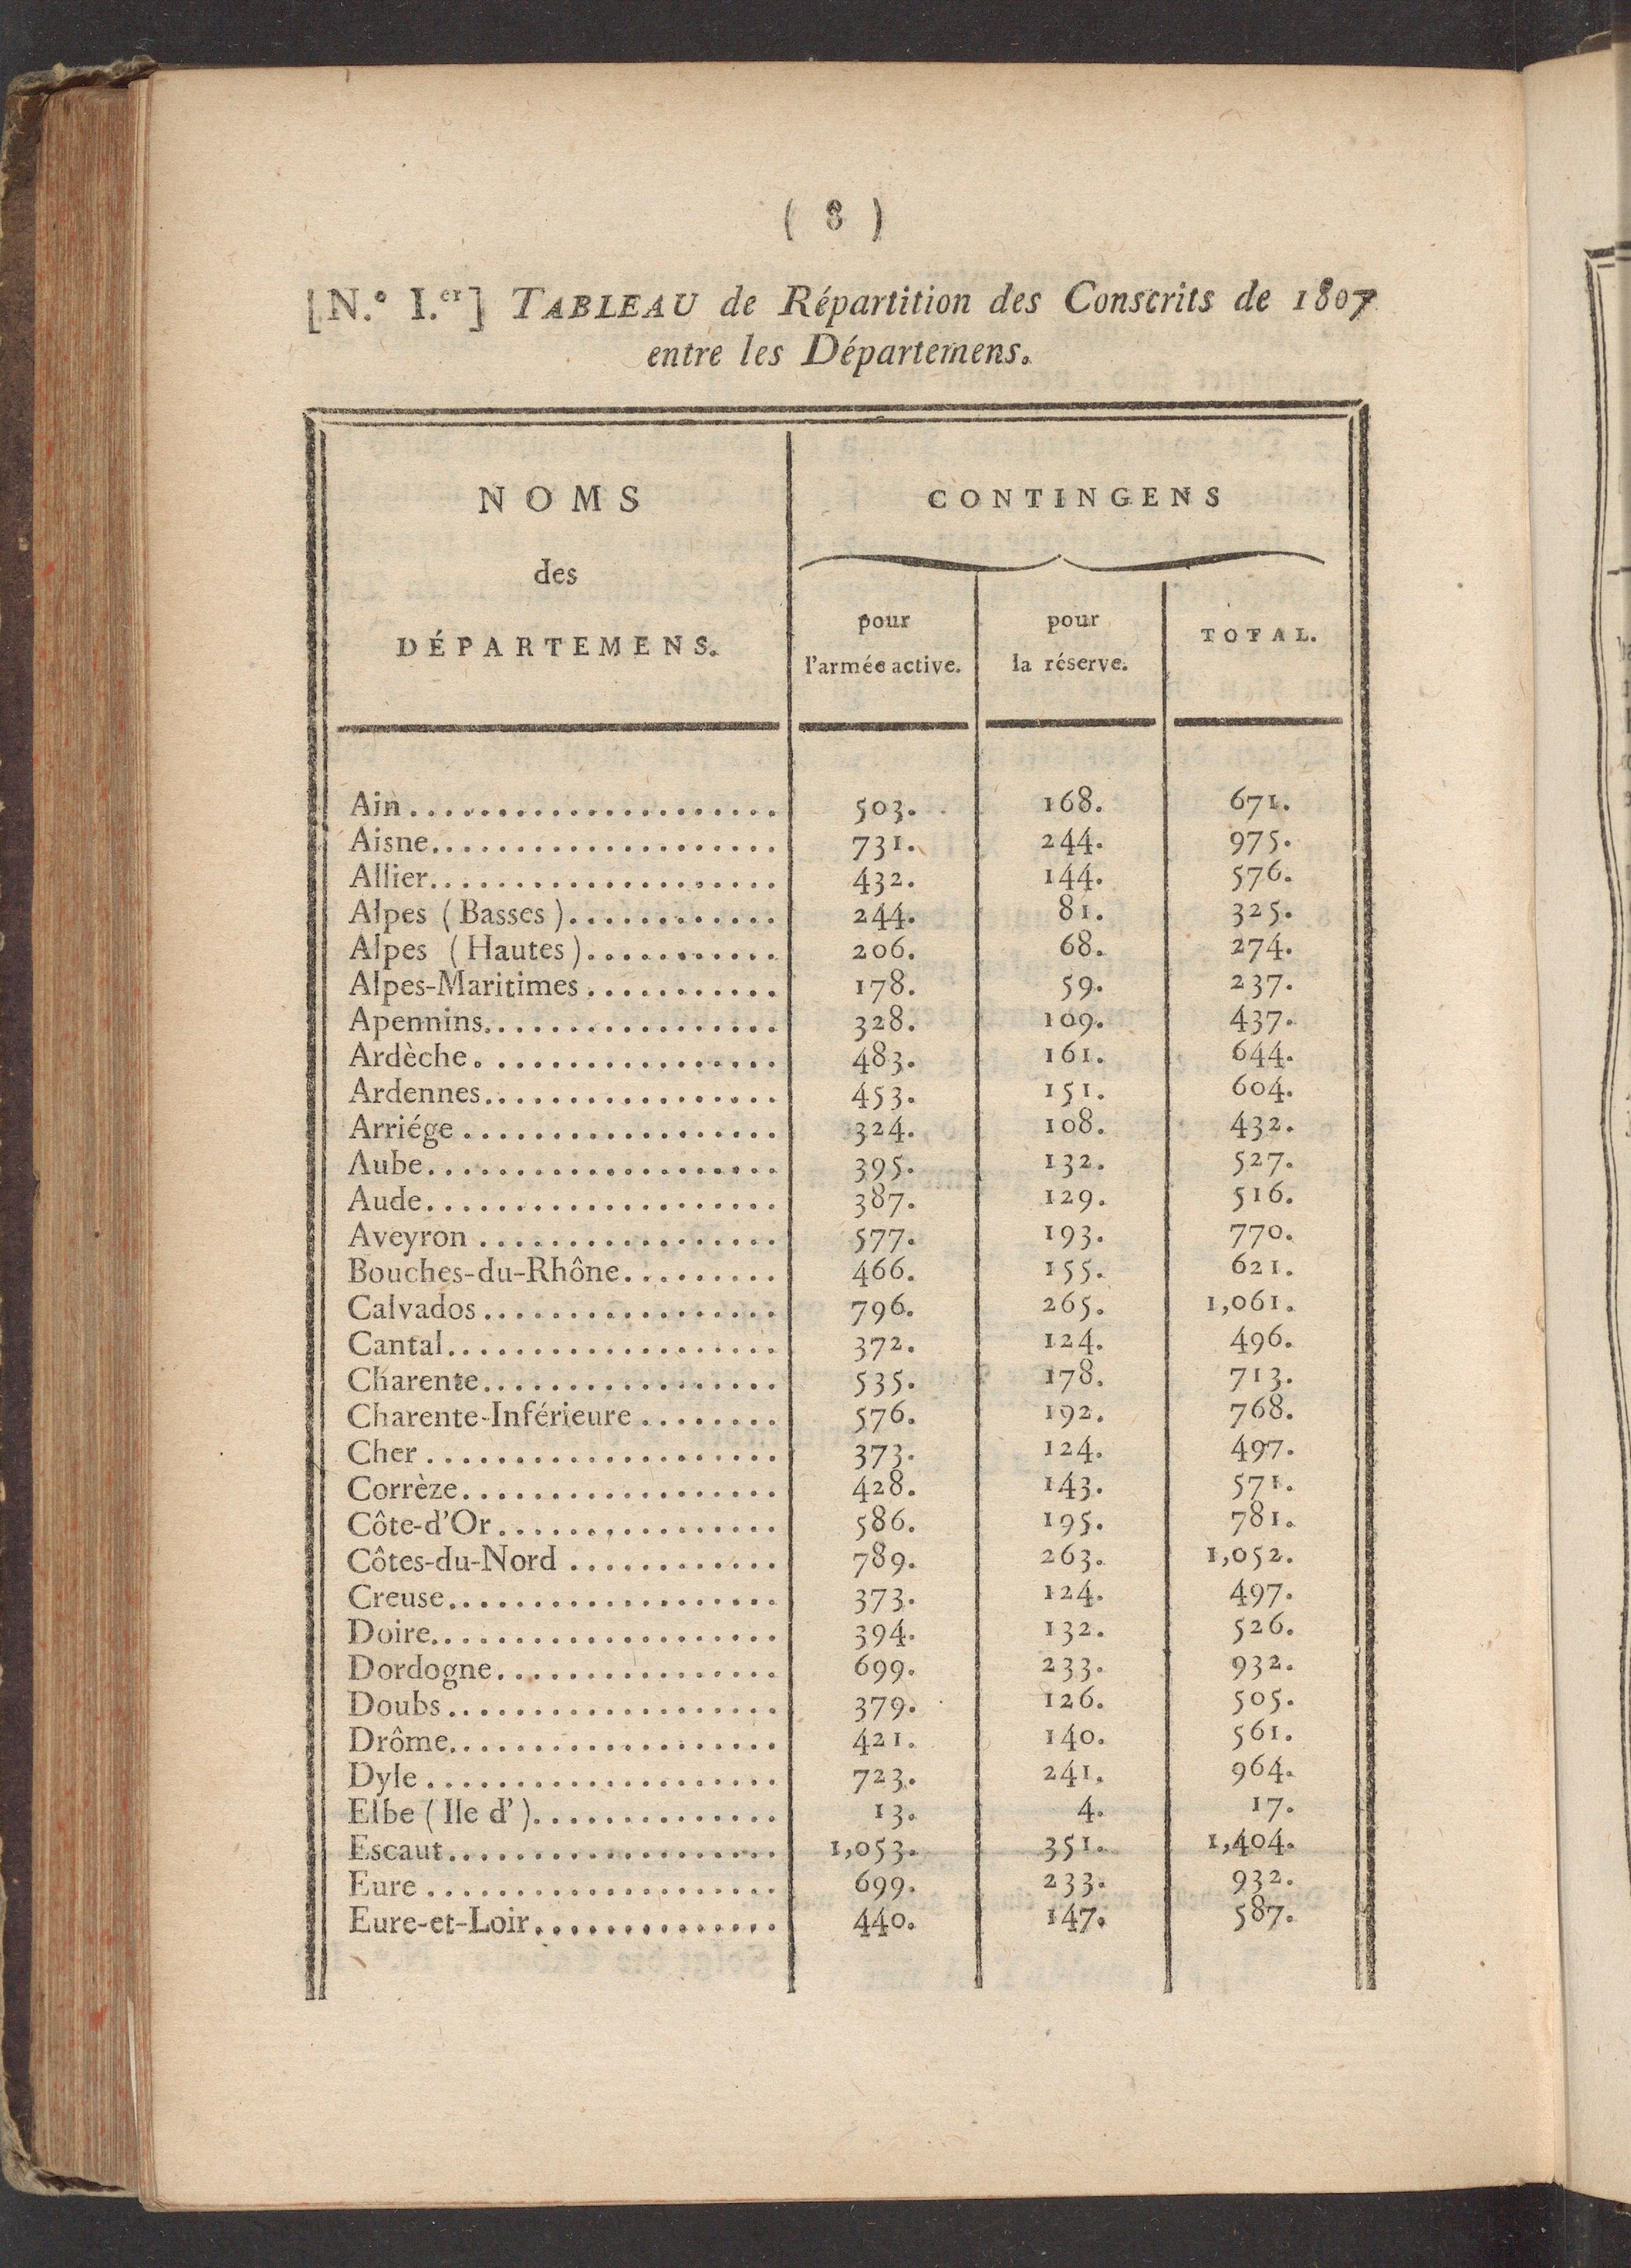 ( 8 )
[N.º I.er] TABLEAU de Répartition des Conscrits de 1807
entre les Départemens.
NOMS
des
DÉPARTEMENS.
CONTINGENS
pour
l'armée active.
pour
la réserve.
TOTAL.
Ain..................... 503. 168. 671.
Aisne.................... 731. 244. 975.
Allier.................... 432. 144. 576.
Alpes (Basses)............ 244. 81. 325.
Alpes (Hautes)........... 206. 68. 274.
Alpes-Maritimes........... 178. 59. 237.
Apennins................. 328. 109. 437.
Ardèche................. 483. 161. 644.
Ardennes................. 453. 151. 604.
Arriége.................. 324. 108. 432.
Aube.................... 395. 132. 527.
Aude.................... 387. 129. 516.
Aveyron................. 577. 193. 770.
Bouches-du-Rhône......... 466. 155. 621.
Calvados................. 796. 265. 1,061.
Cantal................... 372. 124. 496.
Charente................. 535. 178. 713.
Charente-Inférieure........ 576. 192. 768.
Cher.................... 373. 124. 497.
Corrèze.................. 428. 143. 571.
Côte-d'Or................ 586. 195. 781.
Côtes-du-Nord............ 789. 263. 1,052.
Creuse................... 373. 124. 497.
Doire.................... 394. 132. 526.
Dordogne................ 699. 233. 932.
Doubs................... 379. 126. 505.
Drôme................... 421. 140. 561.
Dyle.................... 723. 241. 964.
Elbe (Ile d').............. 13. 4. 17.
Escaut................... 1,053. 351. 1,404.
Eure.................... 699. 233. 932.
Eure-et-Loir.............. 440. 147. 587.